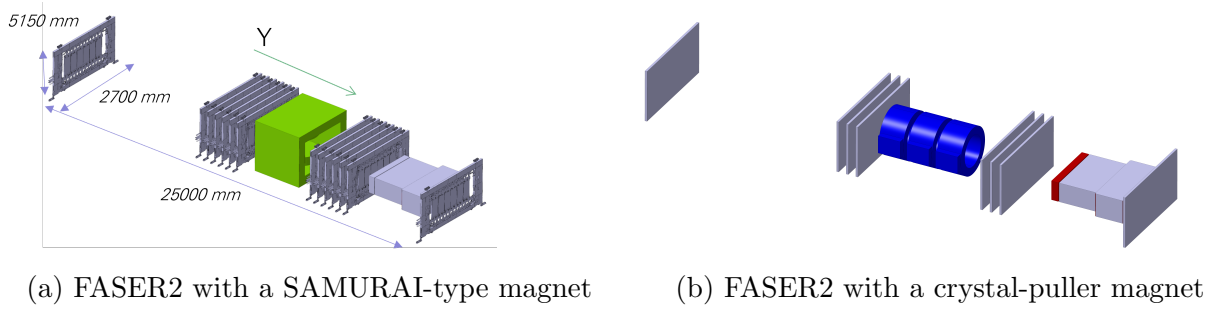 5150 mm
Y
2700 mm
25000 mm
(a) FASER2 with a SAMURAI-type magnet
(b) FASER2 with a crystal-puller magnet